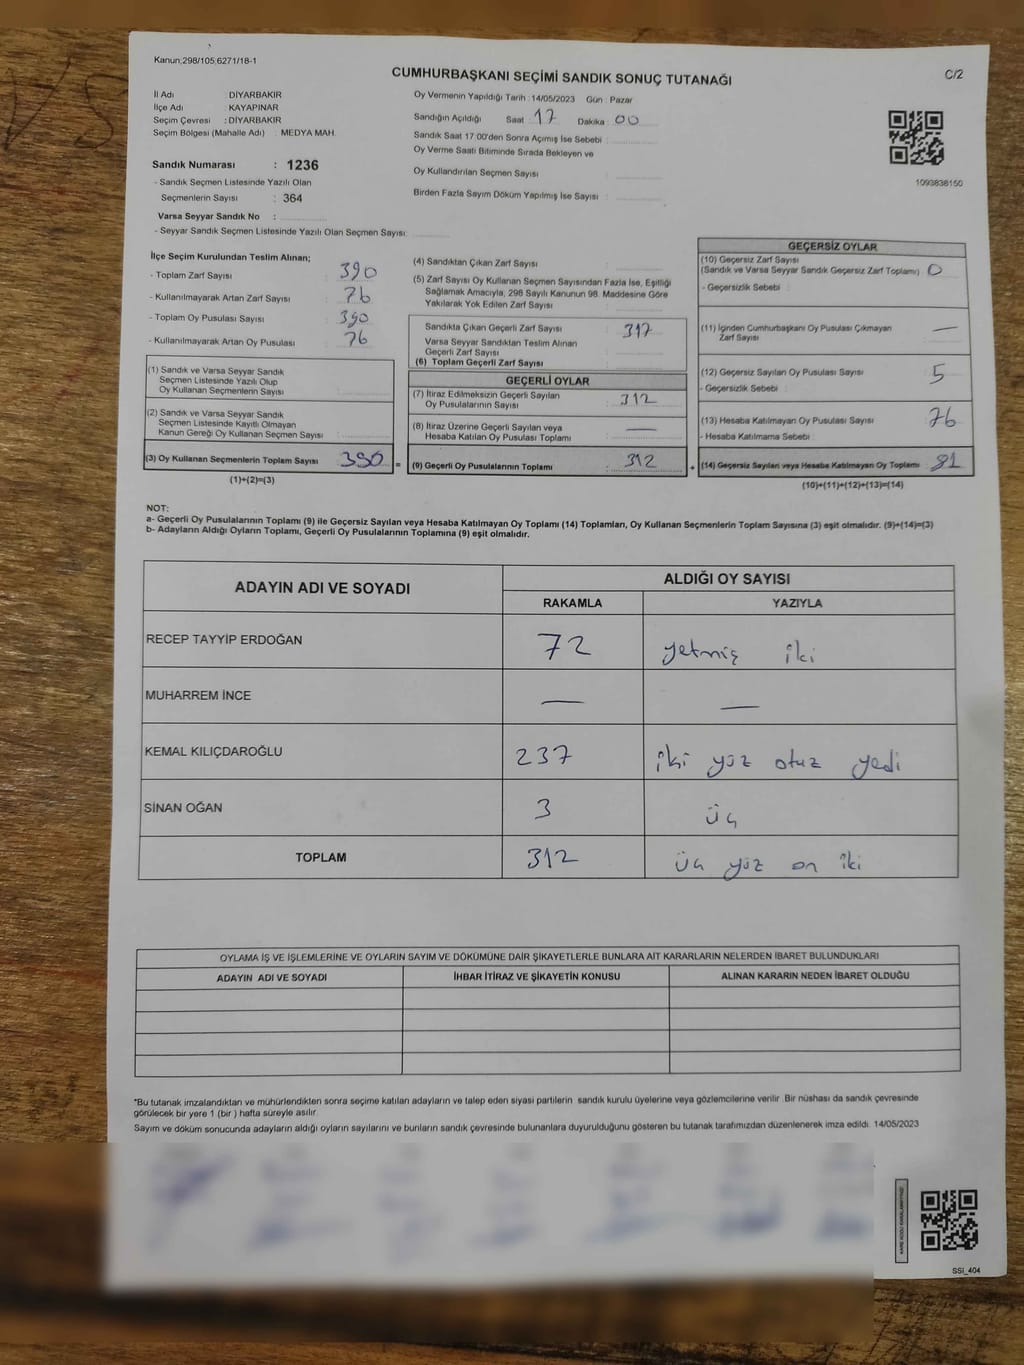 Kanun;298/105,6271/18-1
CUMHURBAŞKANI SEÇİMİ SANDIK SONUÇ TUTANAĞI
C/2
İl Adı : DİYARBAKIR
İlçe Adı : KAYAPINAR
Seçim Çevresi : DİYARBAKIR
Seçim Bölgesi (Mahalle Adı) : MEDYA MAH.
Sandık Numarası : 1236
- Sandık Seçmen Listesinde Yazılı Olan
Seçmenlerin Sayısı : 364
Varsa Seyyar Sandık No :
- Seyyar Sandık Seçmen Listesinde Yazılı Olan Seçmen Sayısı:
Oy Vermenin Yapıldığı Tarih : 14/05/2023 Gün : Pazar
Sandığın Açıldığı Saat : 17 Dakika : 00
Sandık Saat 17:00'den Sonra Açımış İse Sebebi :
Oy Verme Saati Bitiminde Sırada Bekleyen ve
Oy Kullandırılan Seçmen Sayısı :
Birden Fazla Sayım Döküm Yapılmış İse Sayısı :
1093838150
İlçe Seçim Kurulundan Teslim Alınan;
- Toplam Zarf Sayısı : 390
- Kullanılmayarak Artan Zarf Sayısı : 76
- Toplam Oy Pusulası Sayısı : 390
- Kullanılmayarak Artan Oy Pusulası : 76
(1) Sandık ve Varsa Seyyar Sandık
Seçmen Listesinde Yazılı Olup
Oy Kullanan Seçmenlerin Sayısı :
(2) Sandık ve Varsa Seyyar Sandık
Seçmen Listesinde Kayıtlı Olmayan
Kanun Gereği Oy Kullanan Seçmen Sayısı :
(3) Oy Kullanan Seçmenlerin Toplam Sayısı : 390
(1)+(2)=(3)
=
(4) Sandıktan Çıkan Zarf Sayısı :
(5) Zarf Sayısı Oy Kullanan Seçmen Sayısından Fazla İse, Eşitliği
Sağlamak Amacıyla, 298 Sayılı Kanunun 98. Maddesine Göre
Yakılarak Yok Edilen Zarf Sayısı :
Sandıkta Çıkan Geçerli Zarf Sayısı : 317
Varsa Seyyar Sandıktan Teslim Alınan
Geçerli Zarf Sayısı :
(6) Toplam Geçerli Zarf Sayısı :
GEÇERLİ OYLAR
(7) İtiraz Edilmeksizin Geçerli Sayılan
Oy Pusulalarının Sayısı : 312
(8) İtiraz Üzerine Geçerli Sayılan veya
Hesaba Katılan Oy Pusulası Toplamı : —
(9) Geçerli Oy Pusulalarının Toplamı : 312
+
GEÇERSİZ OYLAR
(10) Geçersiz Zarf Sayısı
(Sandık ve Varsa Seyyar Sandık Geçersiz Zarf Toplamı) : 0
- Geçersizlik Sebebi :
(11) İçinden Cumhurbaşkanı Oy Pusulası Çıkmayan
Zarf Sayısı : —
(12) Geçersiz Sayılan Oy Pusulası Sayısı : 5
- Geçersizlik Sebebi :
(13) Hesaba Katılmayan Oy Pusulası Sayısı : 76
- Hesaba Katılmama Sebebi :
(14) Geçersiz Sayılan veya Hesaba Katılmayan Oy Toplamı : 81
(10)+(11)+(12)+(13)=(14)
NOT:
a- Geçerli Oy Pusulalarının Toplamı (9) ile Geçersiz Sayılan veya Hesaba Katılmayan Oy Toplamı (14) Toplamları, Oy Kullanan Seçmenlerin Toplam Sayısına (3) eşit olmalıdır. (9)+(14)=(3)
b- Adayların Aldığı Oyların Toplamı, Geçerli Oy Pusulalarının Toplamına (9) eşit olmalıdır.
ADAYIN ADI VE SOYADI
ALDIĞI OY SAYISI
RAKAMLA YAZIYLA
RECEP TAYYİP ERDOĞAN 72 yetmiş iki
MUHARREM İNCE — —
KEMAL KILIÇDAROĞLU 237 iki yüz otuz yedi
SİNAN OĞAN 3 üç
TOPLAM 312 üç yüz on iki
OYLAMA İŞ VE İŞLEMLERİNE VE OYLARIN SAYIM VE DÖKÜMÜNE DAİR ŞİKAYETLERLE BUNLARA AİT KARARLARIN NELERDEN İBARET BULUNDUKLARI
ADAYIN ADI VE SOYADI İHBAR İTİRAZ VE ŞİKAYETİN KONUSU ALINAN KARARIN NEDEN İBARET OLDUĞU
*Bu tutanak imzalandıktan ve mühürlendikten sonra seçime katılan adayların ve talep eden siyasi partilerin sandık kurulu üyelerine veya gözlemcilerine verilir. Bir nüshası da sandık çevresinde
görülecek bir yere 1 (bir ) hafta süreyle asılır.
Sayım ve döküm sonucunda adayların aldığı oyların sayılarını ve bunların sandık çevresinde bulunanlara duyurulduğunu gösteren bu tutanak tarafımızdan düzenlenerek imza edildi. 14/05/2023
SSI_404